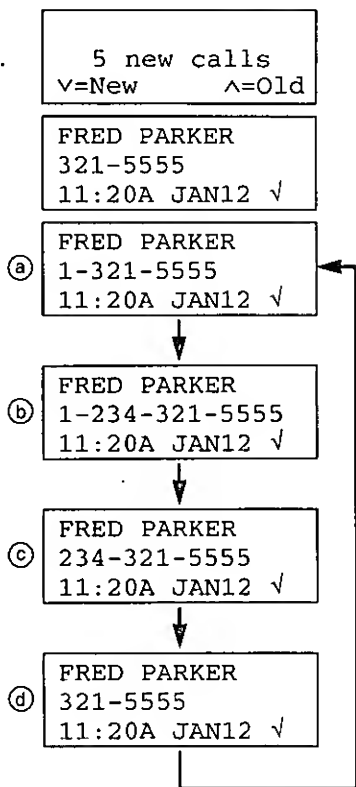 5 new calls
∨=New ∧=Old
FRED PARKER
321-5555
11:20A JAN12 √
ⓐ
FRED PARKER
1-321-5555
11:20A JAN12 √
ⓑ
FRED PARKER
1-234-321-5555
11:20A JAN12 √
ⓒ
FRED PARKER
234-321-5555
11:20A JAN12 √
ⓓ
FRED PARKER
321-5555
11:20A JAN12 √